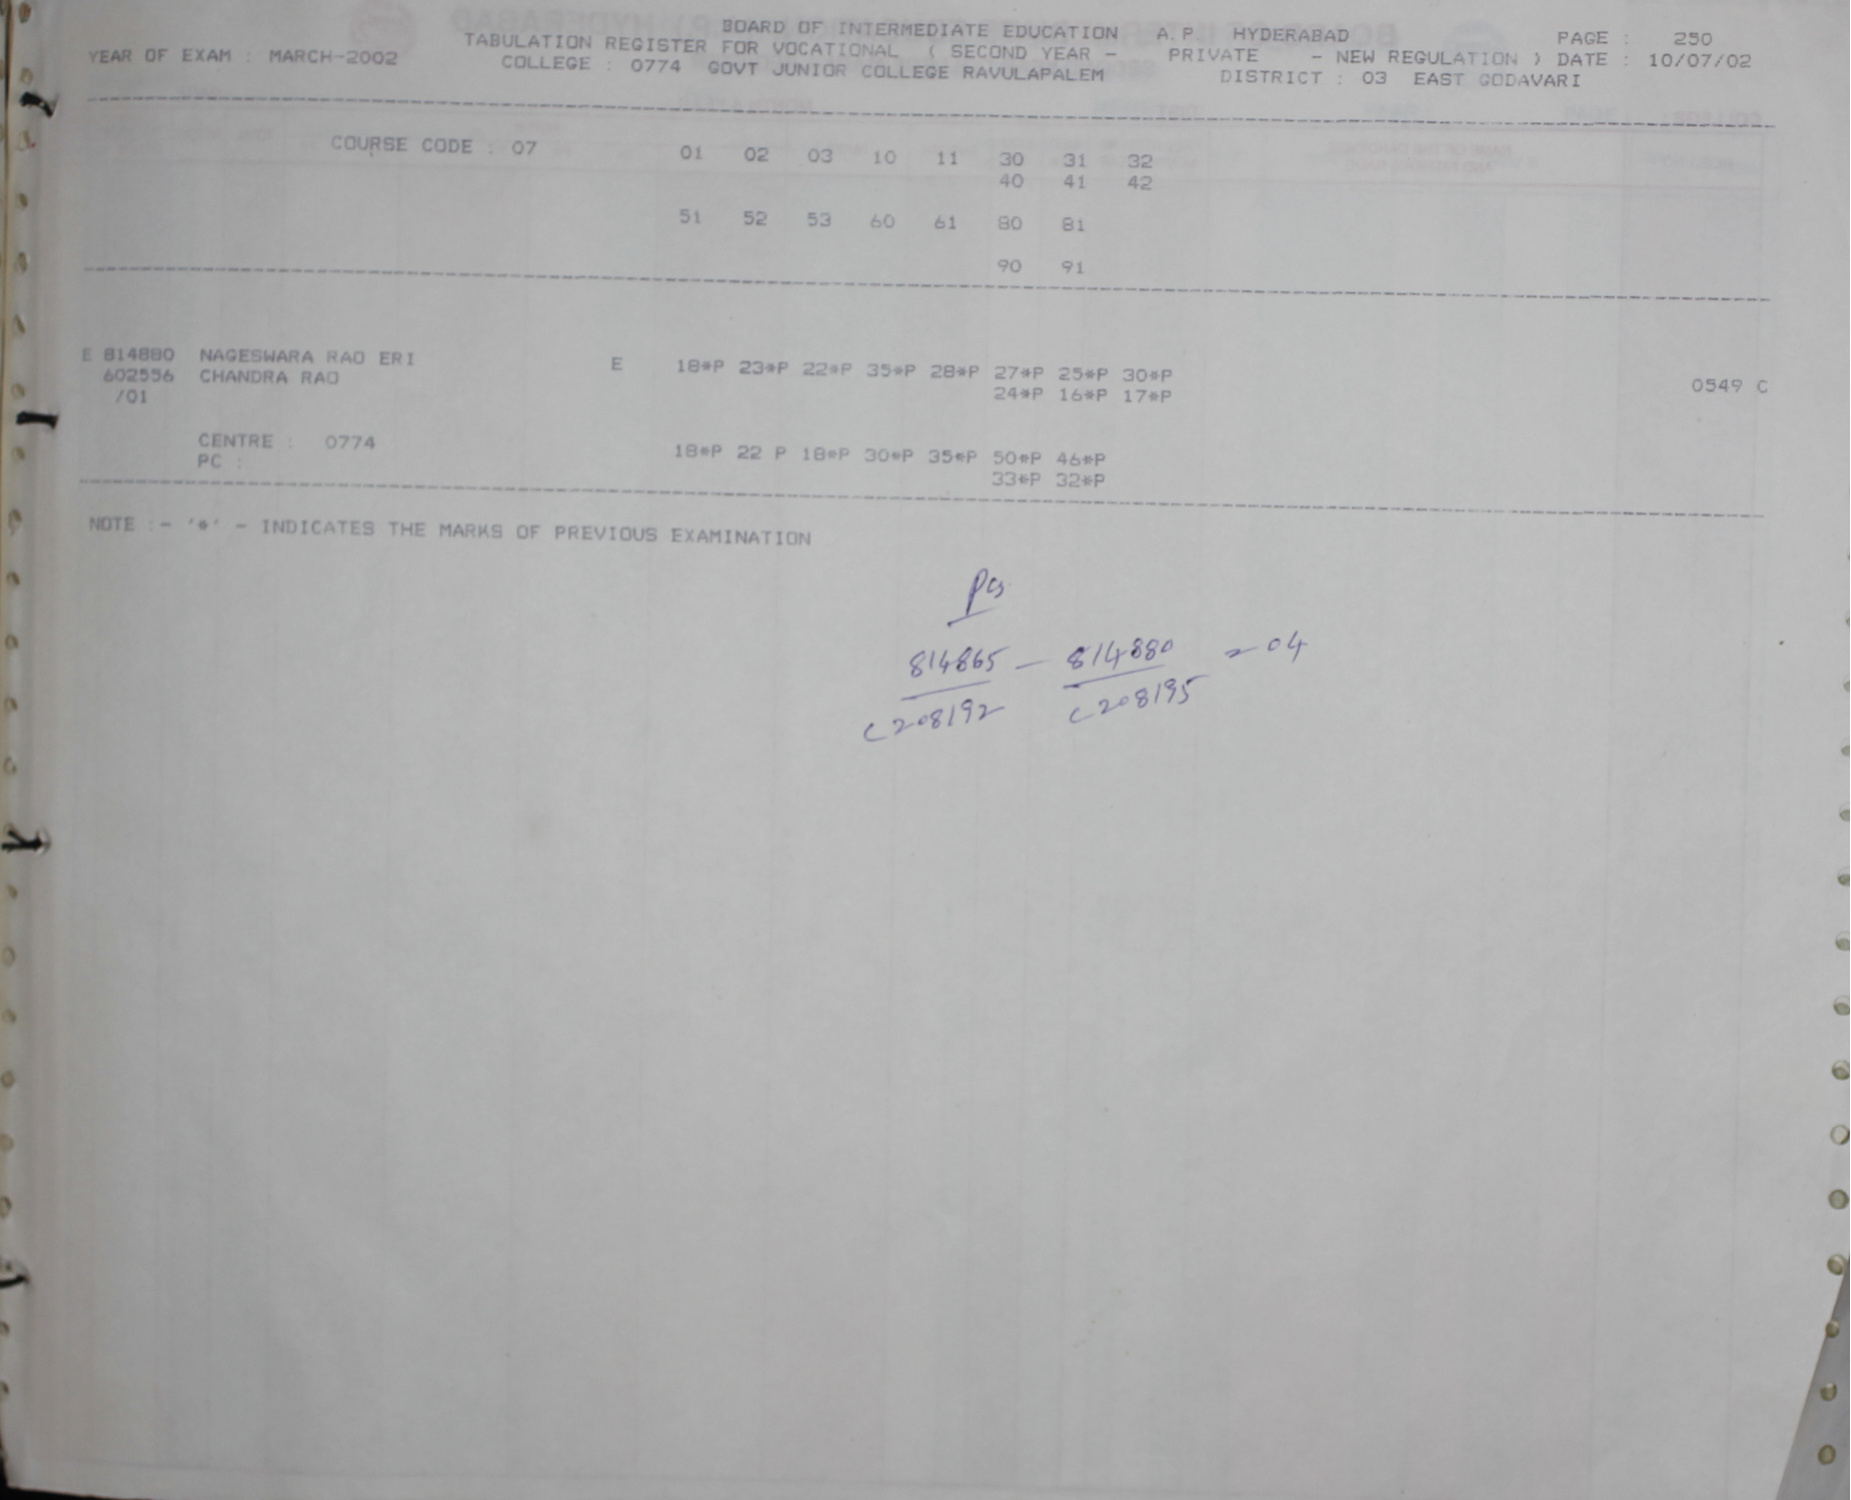 BOARD OF INTERMEDIATE EDUCATION A.P. HYDERABAD PAGE : 250
YEAR OF EXAM : MARCH-2002 TABULATION REGISTER FOR VOCATIONAL ( SECOND YEAR - PRIVATE - NEW REGULATION ) DATE : 10/07/02
COLLEGE : 0774 GOVT JUNIOR COLLEGE RAVULAPALEM DISTRICT : 03 EAST GODAVARI
COURSE CODE : 07 01 02 03 10 11 30 31 32
40 41 42
51 52 53 60 61 80 81
90 91
E 814880 NAGESWARA RAO ERI E 18*P 23*P 22*P 35*P 28*P 27*P 25*P 30*P
602556 CHANDRA RAO 24*P 16*P 17*P 0549 C
/01
CENTRE : 0774 18*P 22 P 18*P 30*P 35*P 50*P 46*P
PC : 33*P 32*P
NOTE :- '*' - INDICATES THE MARKS OF PREVIOUS EXAMINATION
Pcs
814865 - 814880 = 04
C208192 C208195